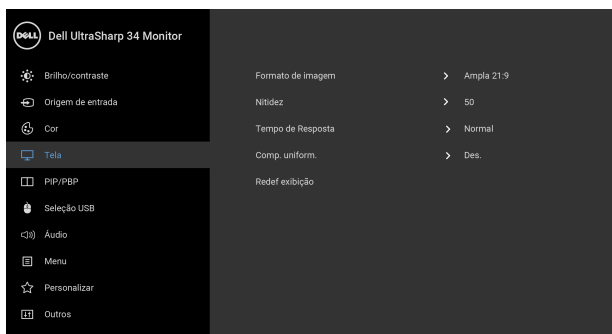 DELL Dell UltraSharp 34 Monitor
Brilho/contraste
Origem de entrada
Cor
Tela
PIP/PBP
Seleção USB
Áudio
Menu
Personalizar
Outros
Formato de imagem > Ampla 21:9
Nitidez > 50
Tempo de Resposta > Normal
Comp. uniform. > Des.
Redef exibição